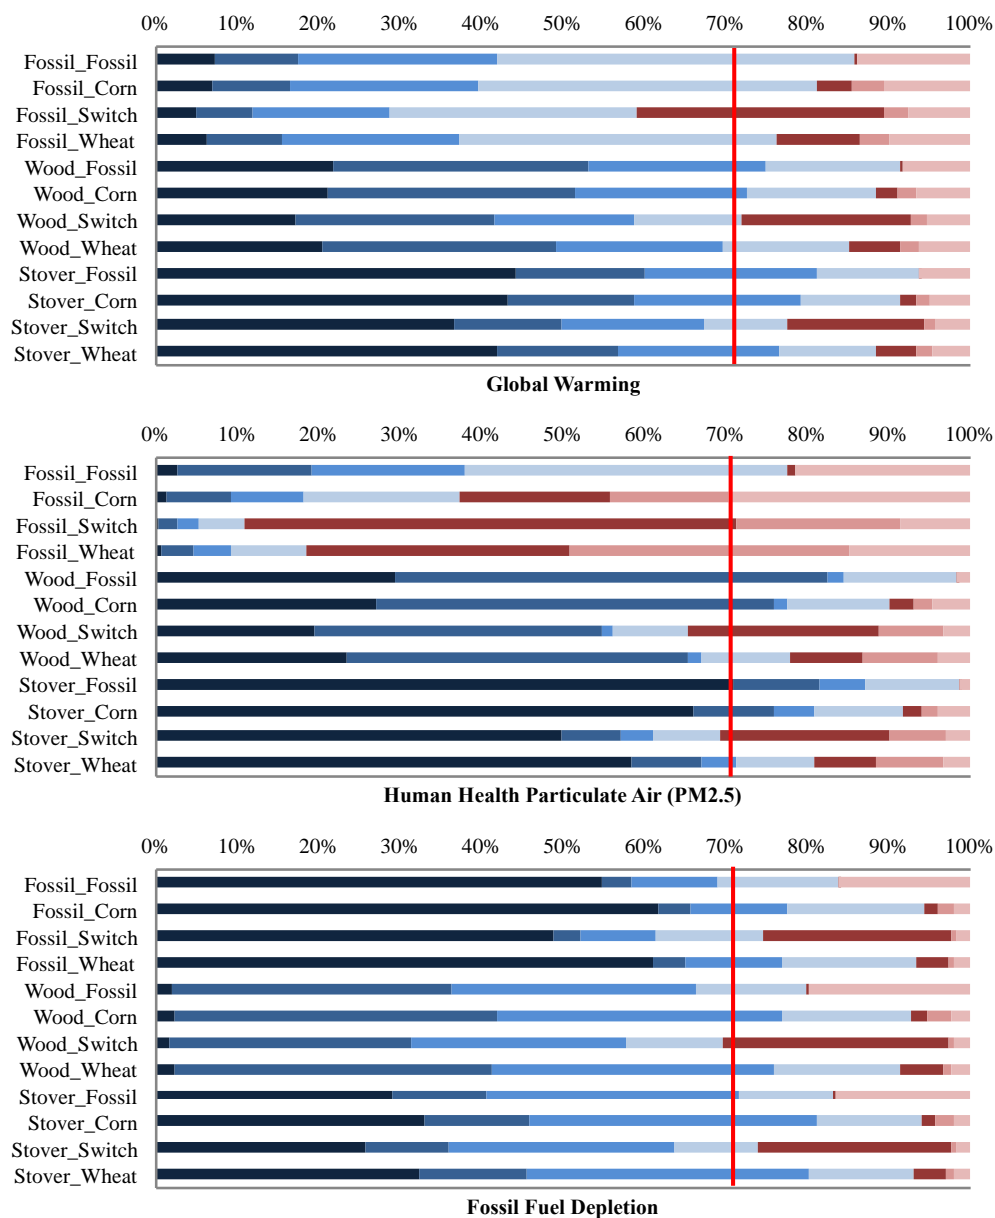 0% 10% 20% 30% 40% 50% 60% 70% 80% 90% 100%
Fossil_Fossil
Fossil_Corn
Fossil_Switch
Fossil_Wheat
Wood_Fossil
Wood_Corn
Wood_Switch
Wood_Wheat
Stover_Fossil
Stover_Corn
Stover_Switch
Stover_Wheat
Global Warming
0% 10% 20% 30% 40% 50% 60% 70% 80% 90% 100%
Fossil_Fossil
Fossil_Corn
Fossil_Switch
Fossil_Wheat
Wood_Fossil
Wood_Corn
Wood_Switch
Wood_Wheat
Stover_Fossil
Stover_Corn
Stover_Switch
Stover_Wheat
Human Health Particulate Air (PM2.5)
0% 10% 20% 30% 40% 50% 60% 70% 80% 90% 100%
Fossil_Fossil
Fossil_Corn
Fossil_Switch
Fossil_Wheat
Wood_Fossil
Wood_Corn
Wood_Switch
Wood_Wheat
Stover_Fossil
Stover_Corn
Stover_Switch
Stover_Wheat
Fossil Fuel Depletion